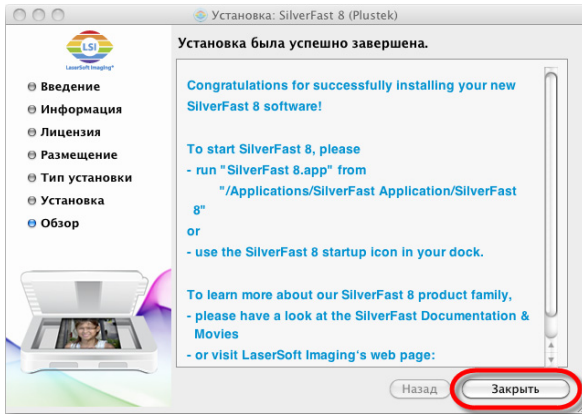 Установка: SilverFast 8 (Plustek)
LSI
LaserSoft Imaging*
Установка была успешно завершена.
Введение
Информация
Лицензия
Размещение
Тип установки
Установка
Обзор
Congratulations for successfully installing your new
SilverFast 8 software!
To start SilverFast 8, please
- run "SilverFast 8.app" from
"/Applications/SilverFast Application/SilverFast
8"
or
- use the SilverFast 8 startup icon in your dock.
To learn more about our SilverFast 8 product family,
- please have a look at the SilverFast Documentation &
Movies
- or visit LaserSoft Imaging's web page:
Назад
Закрыть